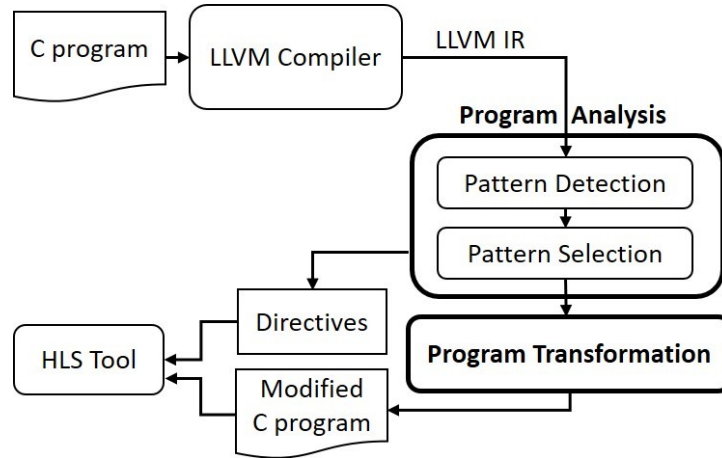 C program
LLVM Compiler
LLVM IR
Program Analysis
Pattern Detection
Pattern Selection
Directives
HLS Tool
Program Transformation
Modified
C program